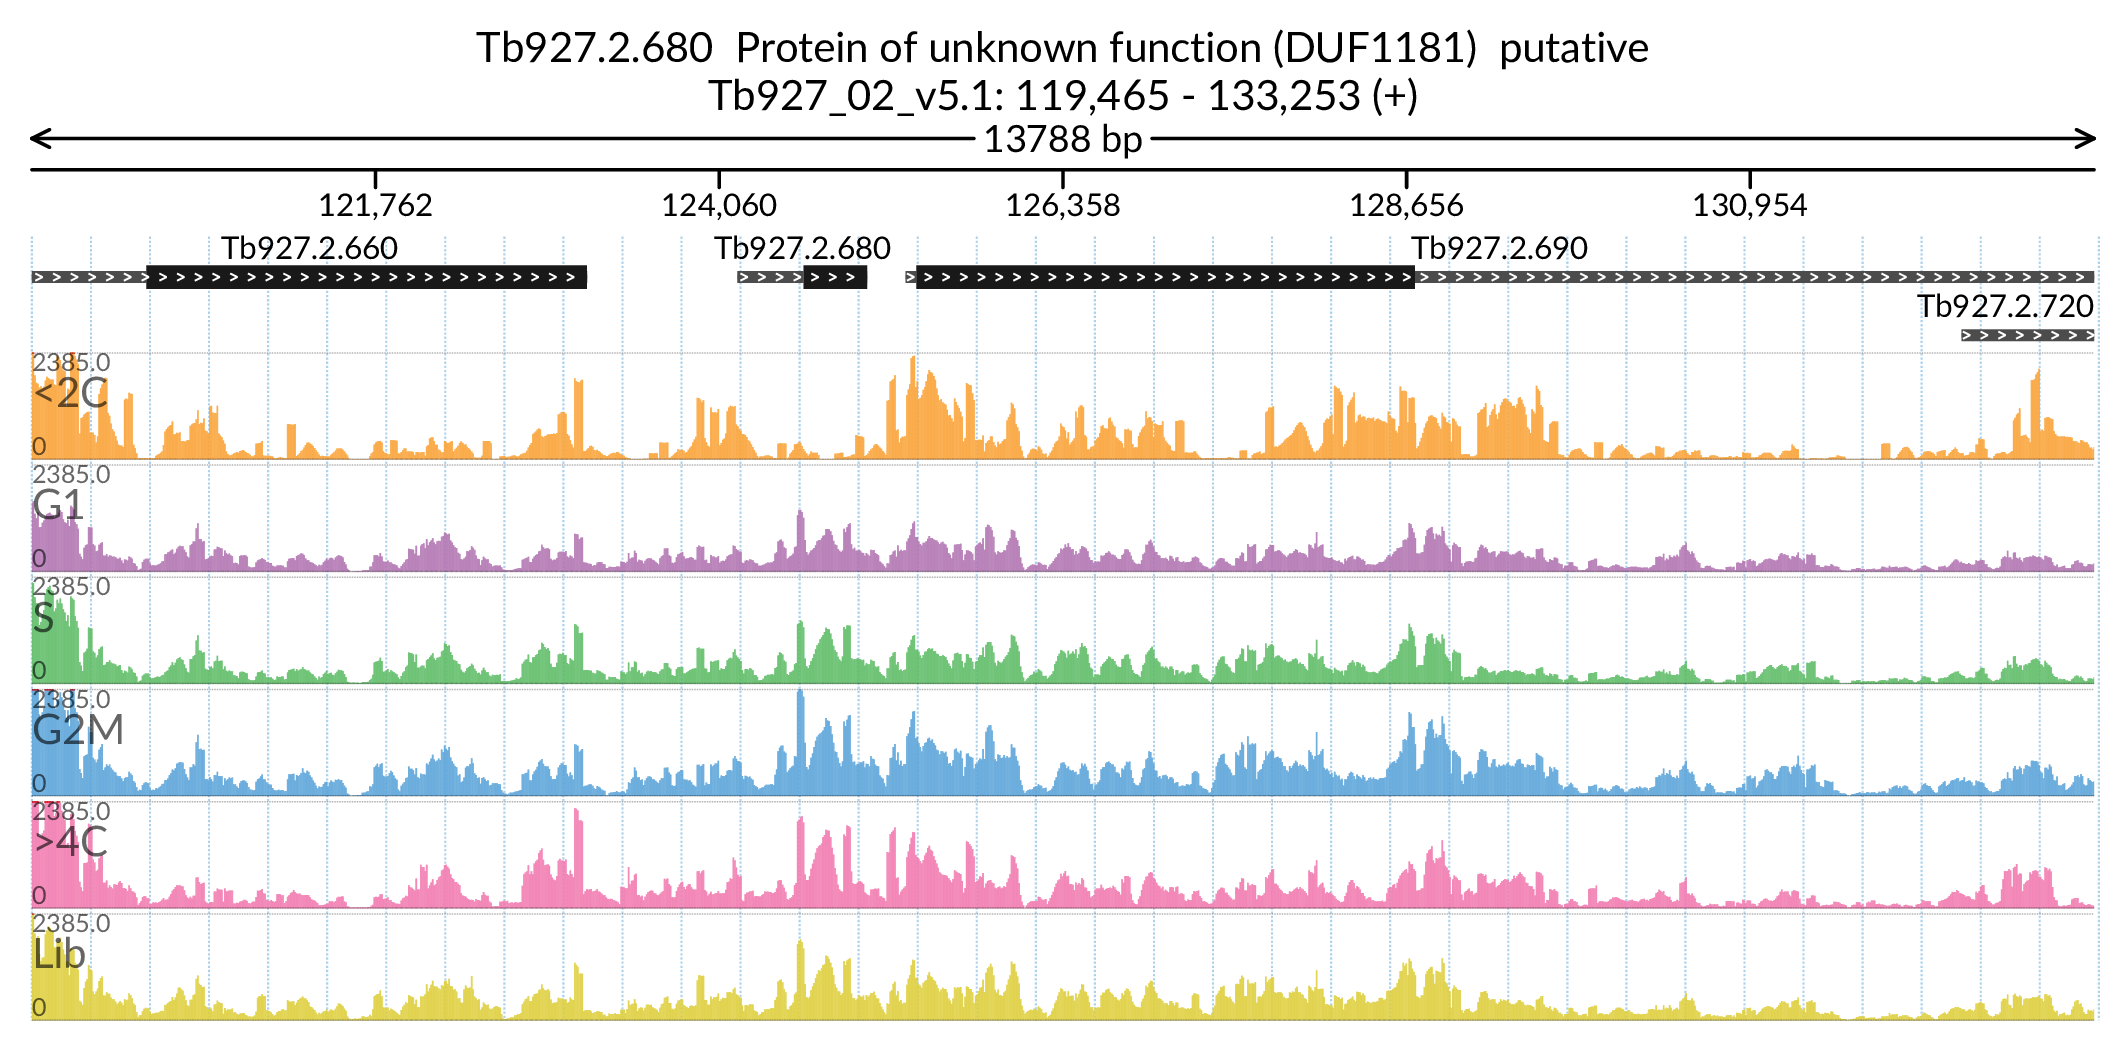 Tb927.2.680  Protein of unknown function (DUF1181)  putative
Tb927_02_v5.1: 119,465 - 133,253 (+)
13788 bp
121,762 124,060 126,358 128,656 130,954
Tb927.2.660 Tb927.2.680 Tb927.2.690
Tb927.2.720
2385.0
<2C
0
2385.0
G1
0
2385.0
S
0
2385.0
G2M
0
2385.0
>4C
0
2385.0
Lib
0